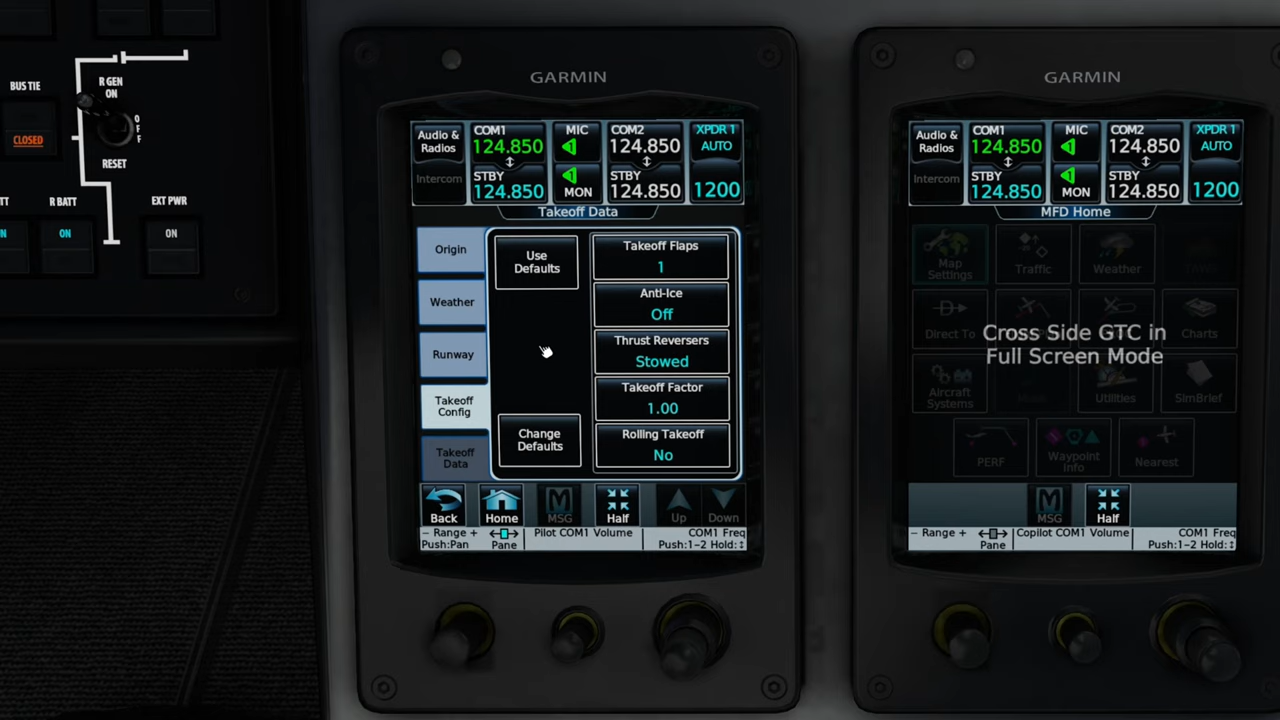 BUS TIE
CLOSED
R GEN
ON
OFF
RESET
R BATT
ON
EXT PWR
ON
GARMIN
Audio &
Radios
Intercom
COM1
124.850
STBY
124.850
MIC
1
1
MON
COM2
124.850
STBY
124.850
XPDR 1
AUTO
1200
Takeoff Data
Origin
Weather
Runway
Takeoff
Config
Takeoff
Data
Use
Defaults
Change
Defaults
Takeoff Flaps
1
Anti-Ice
Off
Thrust Reversers
Stowed
Takeoff Factor
1.00
Rolling Takeoff
No
Back
Home
MSG
Half
Up
Down
− Range +
Push:Pan
Pane
Pilot COM1 Volume
COM1 Freq
Push:1–2 Hold:↕
GARMIN
Audio &
Radios
Intercom
COM1
124.850
STBY
124.850
MIC
1
1
MON
COM2
124.850
STBY
124.850
XPDR 1
AUTO
1200
MFD Home
Map
Settings
Traffic
Weather
Direct To
Charts
Cross Side GTC in
Full Screen Mode
Aircraft
Systems
Utilities
SimBrief
PERF
Waypoint
Info
Nearest
MSG
Half
− Range +
Pane
Copilot COM1 Volume
COM1 Freq
Push:1–2 Hold:↕